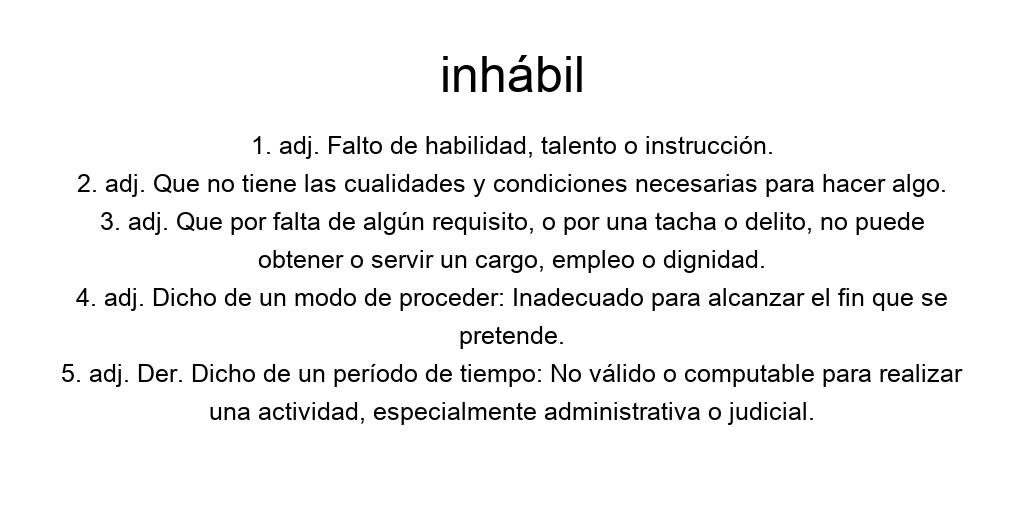 inhábil
1. adj. Falto de habilidad, talento o instrucción.
2. adj. Que no tiene las cualidades y condiciones necesarias para hacer algo.
3. adj. Que por falta de algún requisito, o por una tacha o delito, no puede
obtener o servir un cargo, empleo o dignidad.
4. adj. Dicho de un modo de proceder: Inadecuado para alcanzar el fin que se
pretende.
5. adj. Der. Dicho de un período de tiempo: No válido o computable para realizar
una actividad, especialmente administrativa o judicial.